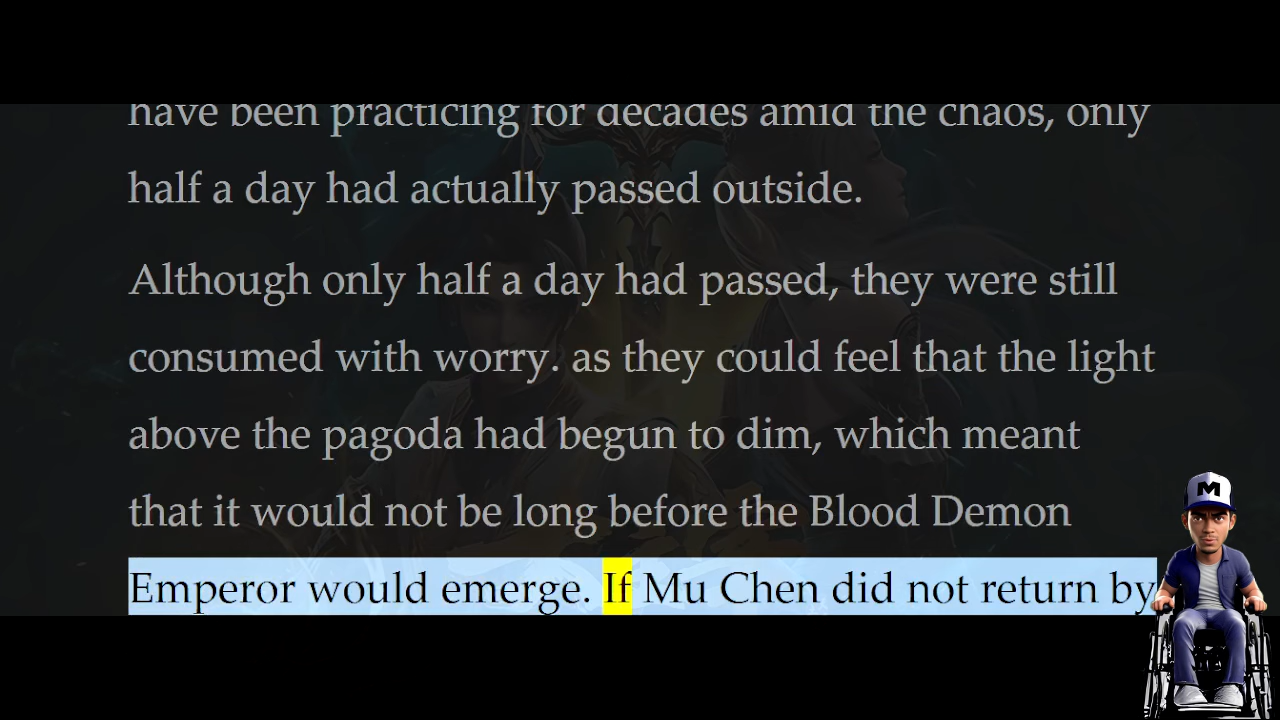 have been practicing for decades amid the chaos, only
half a day had actually passed outside.
Although only half a day had passed, they were still
consumed with worry. as they could feel that the light
above the pagoda had begun to dim, which meant
that it would not be long before the Blood Demon
Emperor would emerge. If Mu Chen did not return by
M